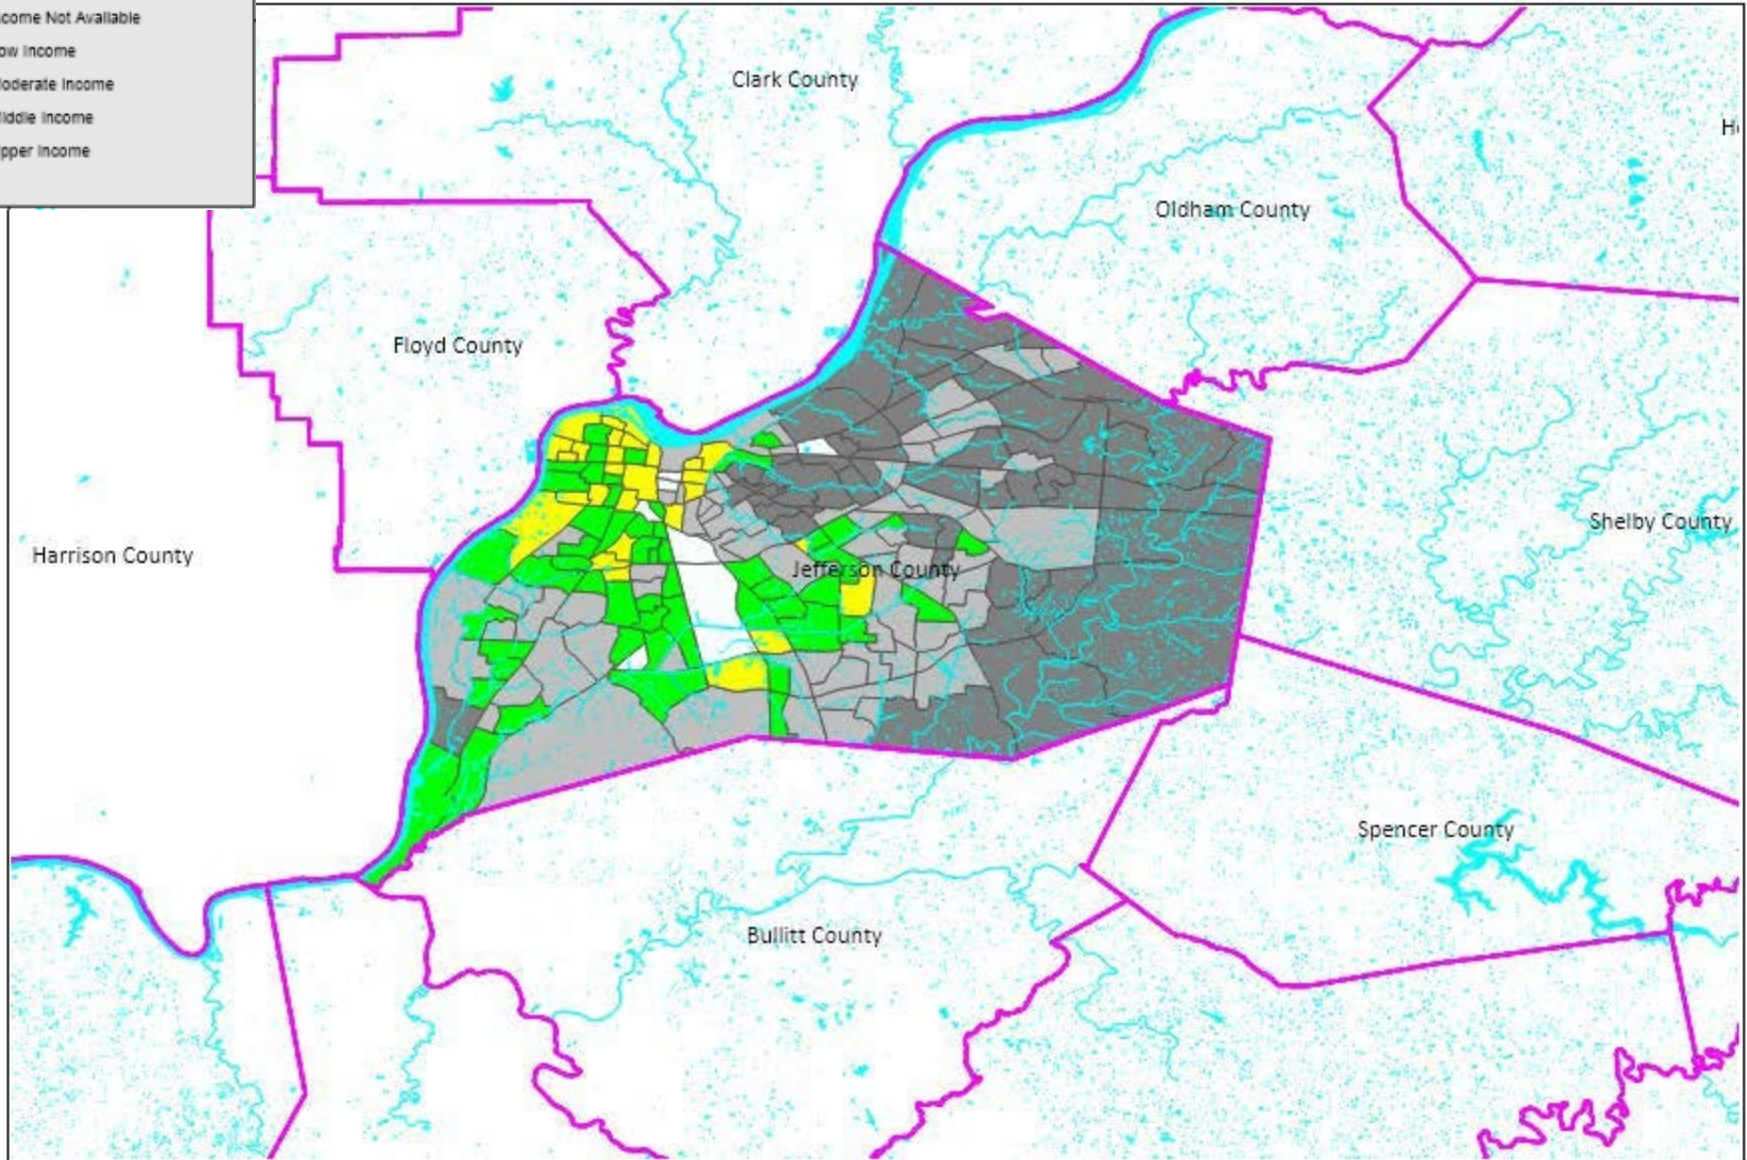 come Not Available
ow Income
oderate Income
iddle Income
pper Income
Clark County
H
Oldham County
Floyd County
Shelby County
Harrison County
Jefferson County
Spencer County
Bullitt County